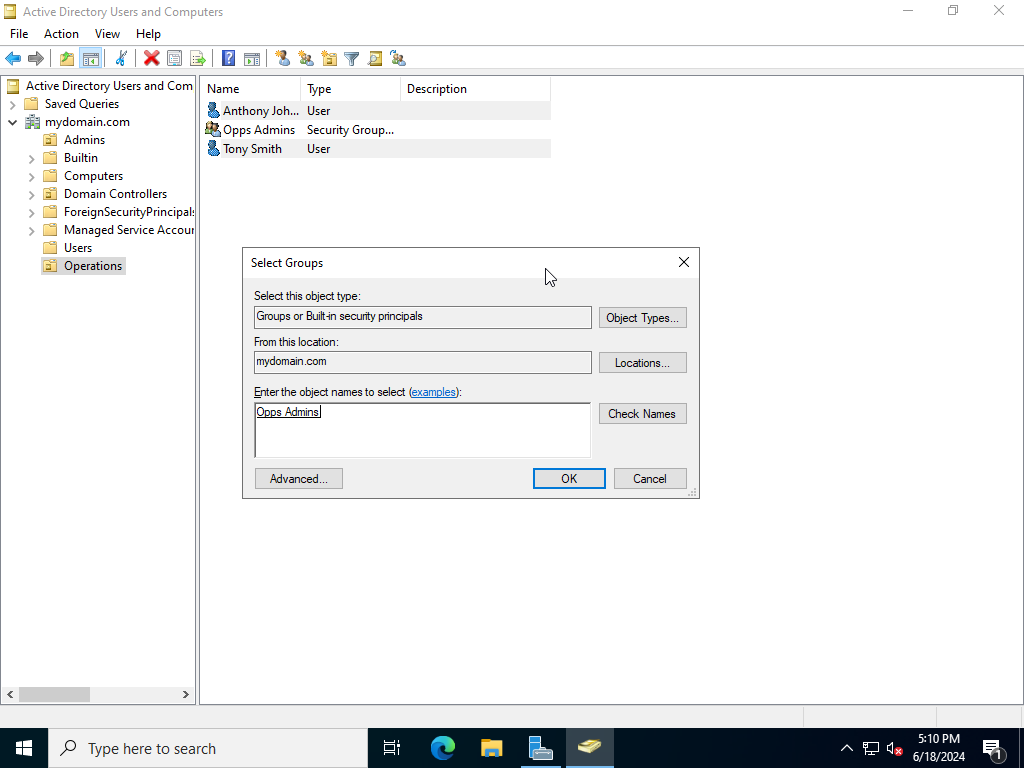 Active Directory Users and Computers
File Action View Help
Active Directory Users and Com
Saved Queries
mydomain.com
Admins
Builtin
Computers
Domain Controllers
ForeignSecurityPrincipals
Managed Service Accour
Users
Operations
Name Type Description
Anthony Joh... User
Opps Admins Security Group...
Tony Smith User
Select Groups
Select this object type:
Groups or Built-in security principals
Object Types...
From this location:
mydomain.com
Locations...
Enter the object names to select (examples):
Opps Admins
Check Names
Advanced...
OK
Cancel
Type here to search
5:10 PM
6/18/2024
1